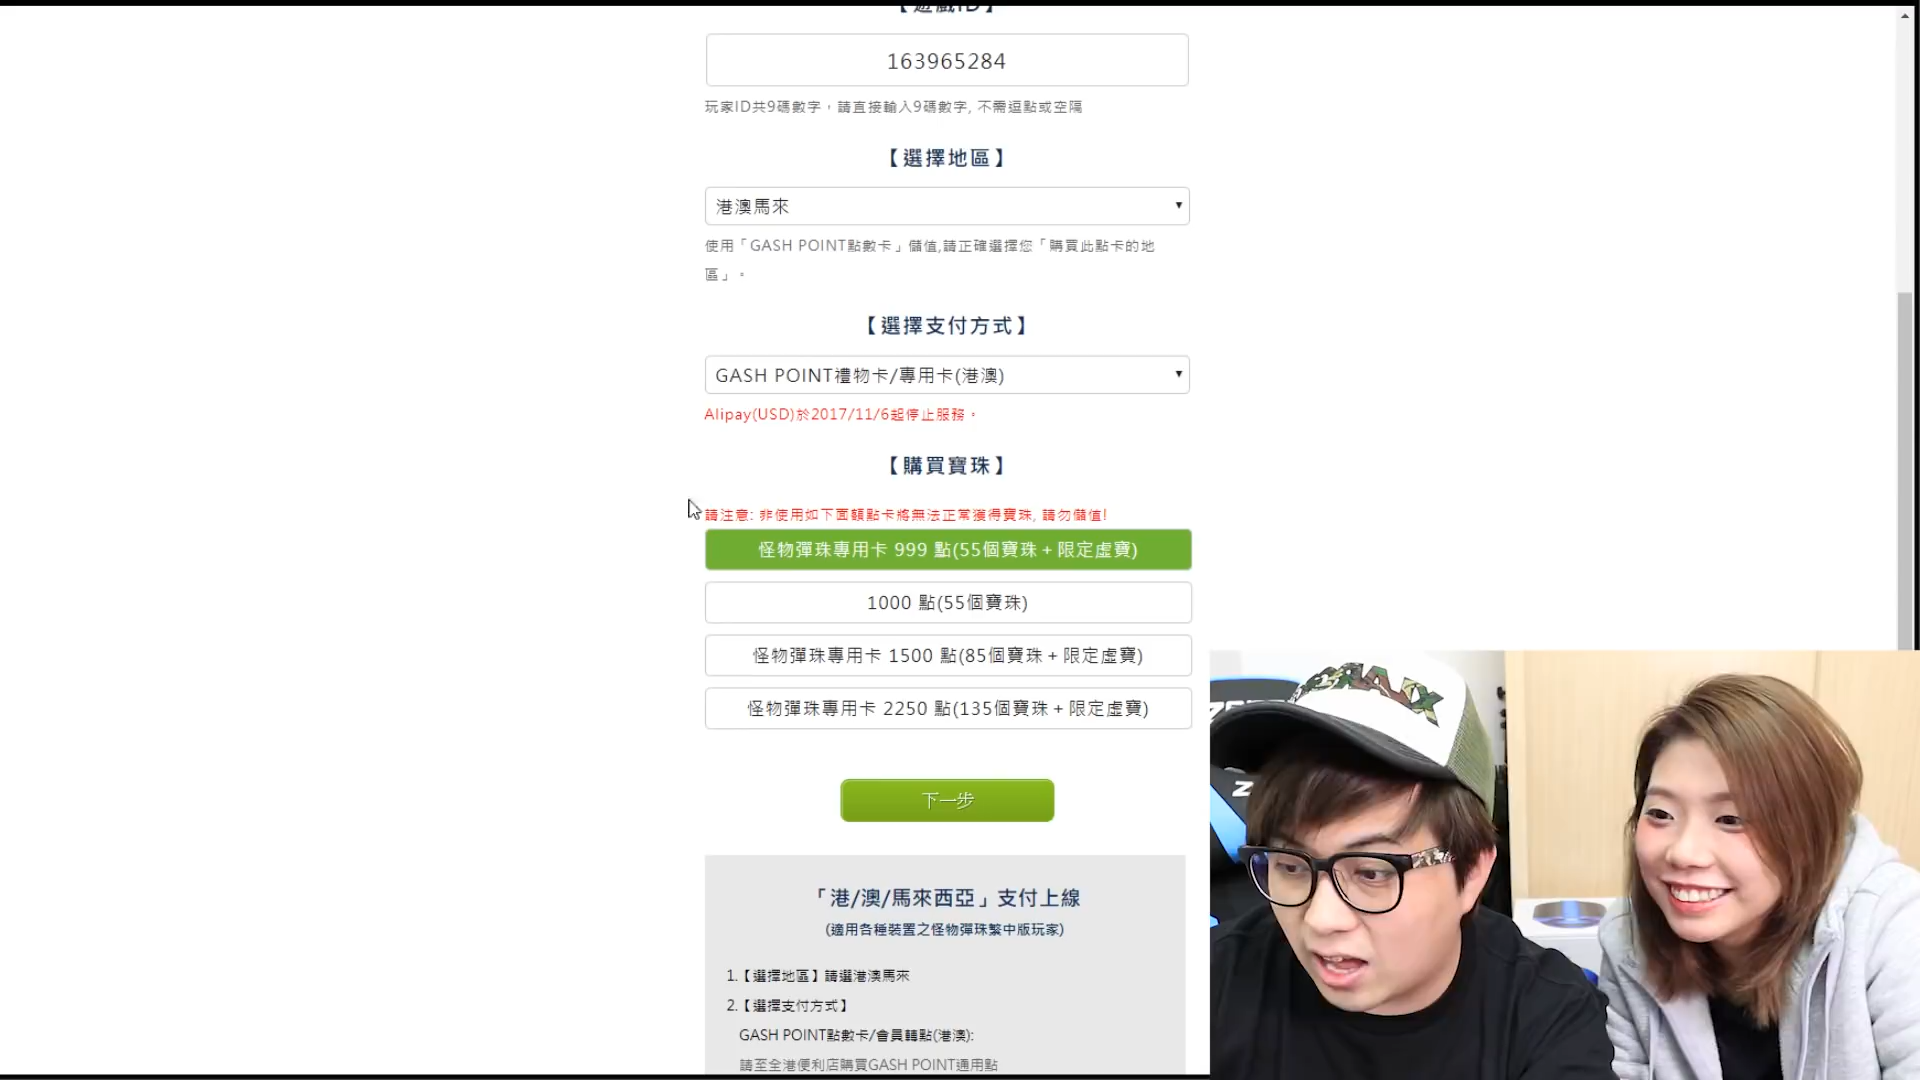 【遊戲ID】
163965284
玩家ID共9碼數字，請直接輸入9碼數字, 不需逗點或空隔
【選擇地區】
港澳馬來
使用「GASH POINT點數卡」儲值,請正確選擇您「購買此點卡的地
區」。
【選擇支付方式】
GASH POINT禮物卡/專用卡(港澳)
Alipay(USD)於2017/11/6起停止服務。
【購買寶珠】
請注意: 非使用如下面額點卡將無法正常獲得寶珠, 請勿儲值!
怪物彈珠專用卡 999 點(55個寶珠＋限定虛寶)
1000 點(55個寶珠)
怪物彈珠專用卡 1500 點(85個寶珠＋限定虛寶)
怪物彈珠專用卡 2250 點(135個寶珠＋限定虛寶)
下一步
「港/澳/馬來西亞」支付上線
(適用各種裝置之怪物彈珠繁中版玩家)
1.【選擇地區】請選港澳馬來
2.【選擇支付方式】
GASH POINT點數卡/會員轉點(港澳):
請至全港便利店購買GASH POINT通用點